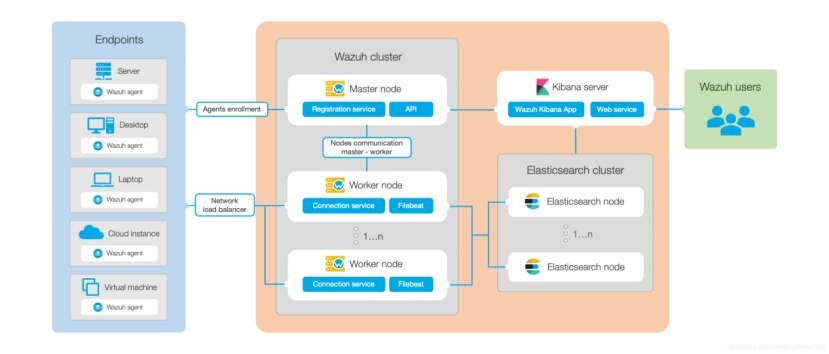 Endpoints
Server
Wazuh agent
Desktop
Wazuh agent
Laptop
Wazuh agent
Cloud instance
Wazuh agent
Virtual machine
Wazuh agent
Agents enrollment
Network
load balancer
Wazuh cluster
Master node
Registration service
API
Nodes communication
master - worker
Worker node
Connection service
Filebeat
1...n
Worker node
Connection service
Filebeat
Kibana server
Wazuh Kibana App
Web service
Elasticsearch cluster
Elasticsearch node
1...n
Elasticsearch node
Wazuh users